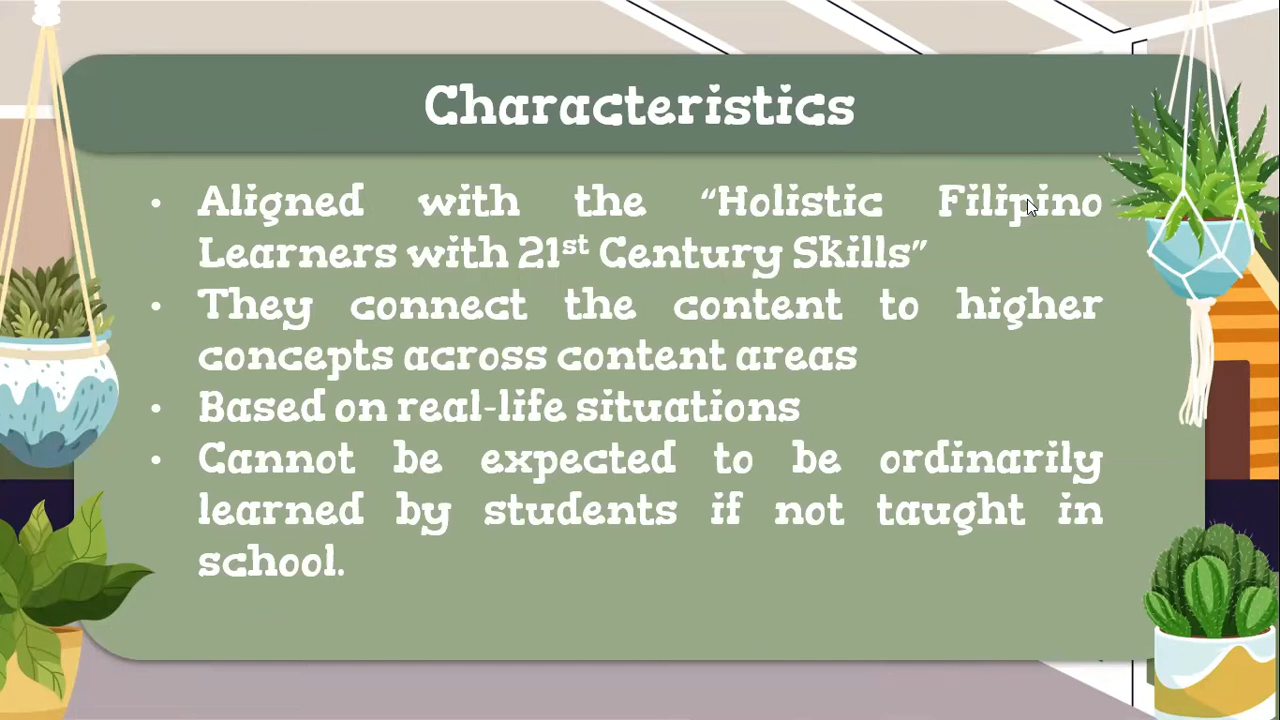 Characteristics
• Aligned with the “Holistic Filipino
Learners with 21st Century Skills”
• They connect the content to higher
concepts across content areas
• Based on real-life situations
• Cannot be expected to be ordinarily
learned by students if not taught in
school.